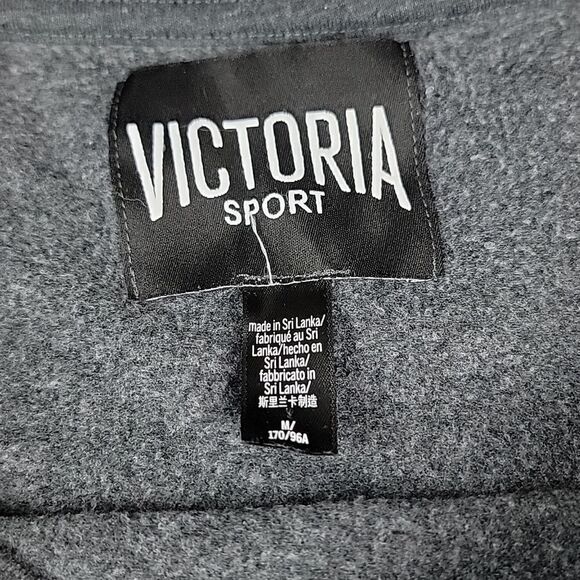 VICTORIA
SPORT
made in Sri Lanka/
fabriqué au Sri
Lanka/hecho en
Sri Lanka/
fabbricato in
Sri Lanka/
斯里兰卡制造
M/
170/96A